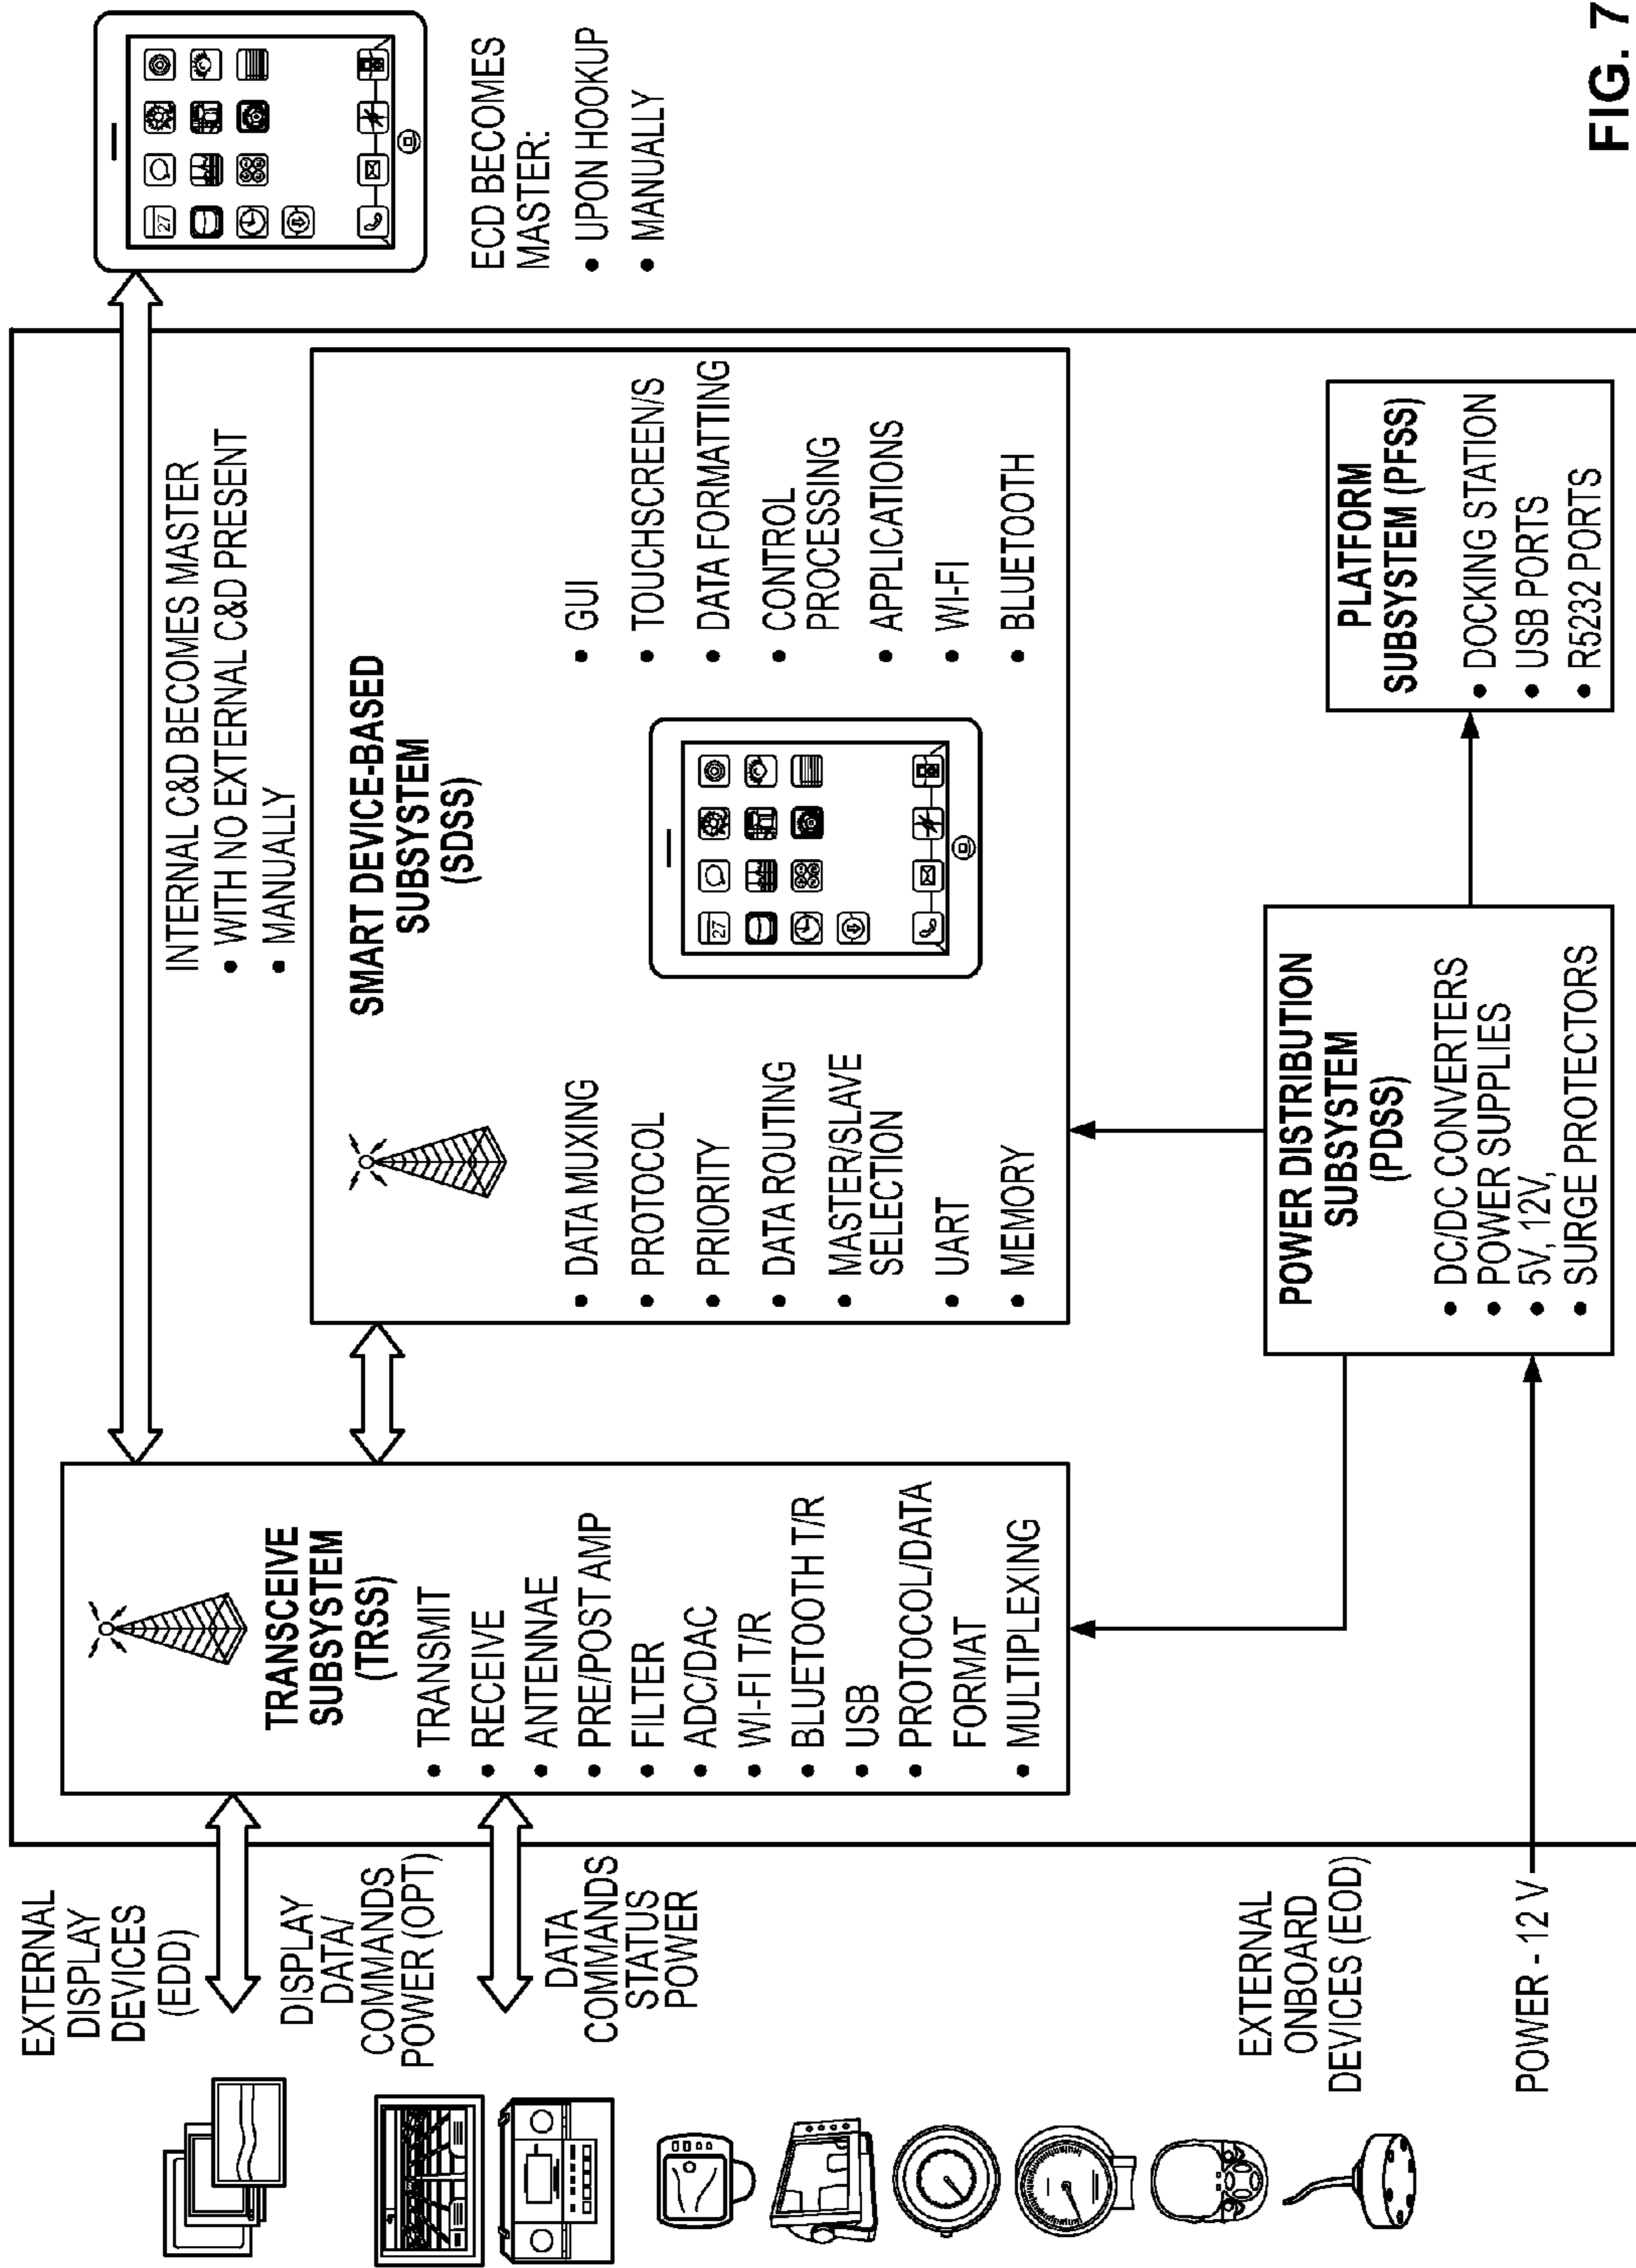 EXTERNAL
DISPLAY
DEVICES
(EDD)
DISPLAY
DATA/
COMMANDS
POWER (OPT)
DATA
COMMANDS
STATUS
POWER
EXTERNAL
ONBOARD
DEVICES (EOD)
POWER - 12 V
TRANSCEIVE
SUBSYSTEM
(TRSS)
• TRANSMIT
• RECEIVE
• ANTENNAE
• PRE/POST AMP
• FILTER
• ADC/DAC
• WI-FI T/R
• BLUETOOTH T/R
• USB
• PROTOCOL/DATA
FORMAT
• MULTIPLEXING
INTERNAL C&D BECOMES MASTER
• WITH NO EXTERNAL C&D PRESENT
• MANUALLY
SMART DEVICE-BASED
SUBSYSTEM
(SDSS)
• DATA MUXING
• PROTOCOL
• PRIORITY
• DATA ROUTING
• MASTER/SLAVE
SELECTION
• UART
• MEMORY
27
• GUI
• TOUCHSCREEN/S
• DATA FORMATTING
• CONTROL
PROCESSING
• APPLICATIONS
• WI-FI
• BLUETOOTH
POWER DISTRIBUTION
SUBSYSTEM
(PDSS)
• DC/DC CONVERTERS
• POWER SUPPLIES
• 5V, 12V,
• SURGE PROTECTORS
PLATFORM
SUBSYSTEM (PFSS)
• DOCKING STATION
• USB PORTS
• R5232 PORTS
27
ECD BECOMES
MASTER:
• UPON HOOKUP
• MANUALLY
FIG. 7